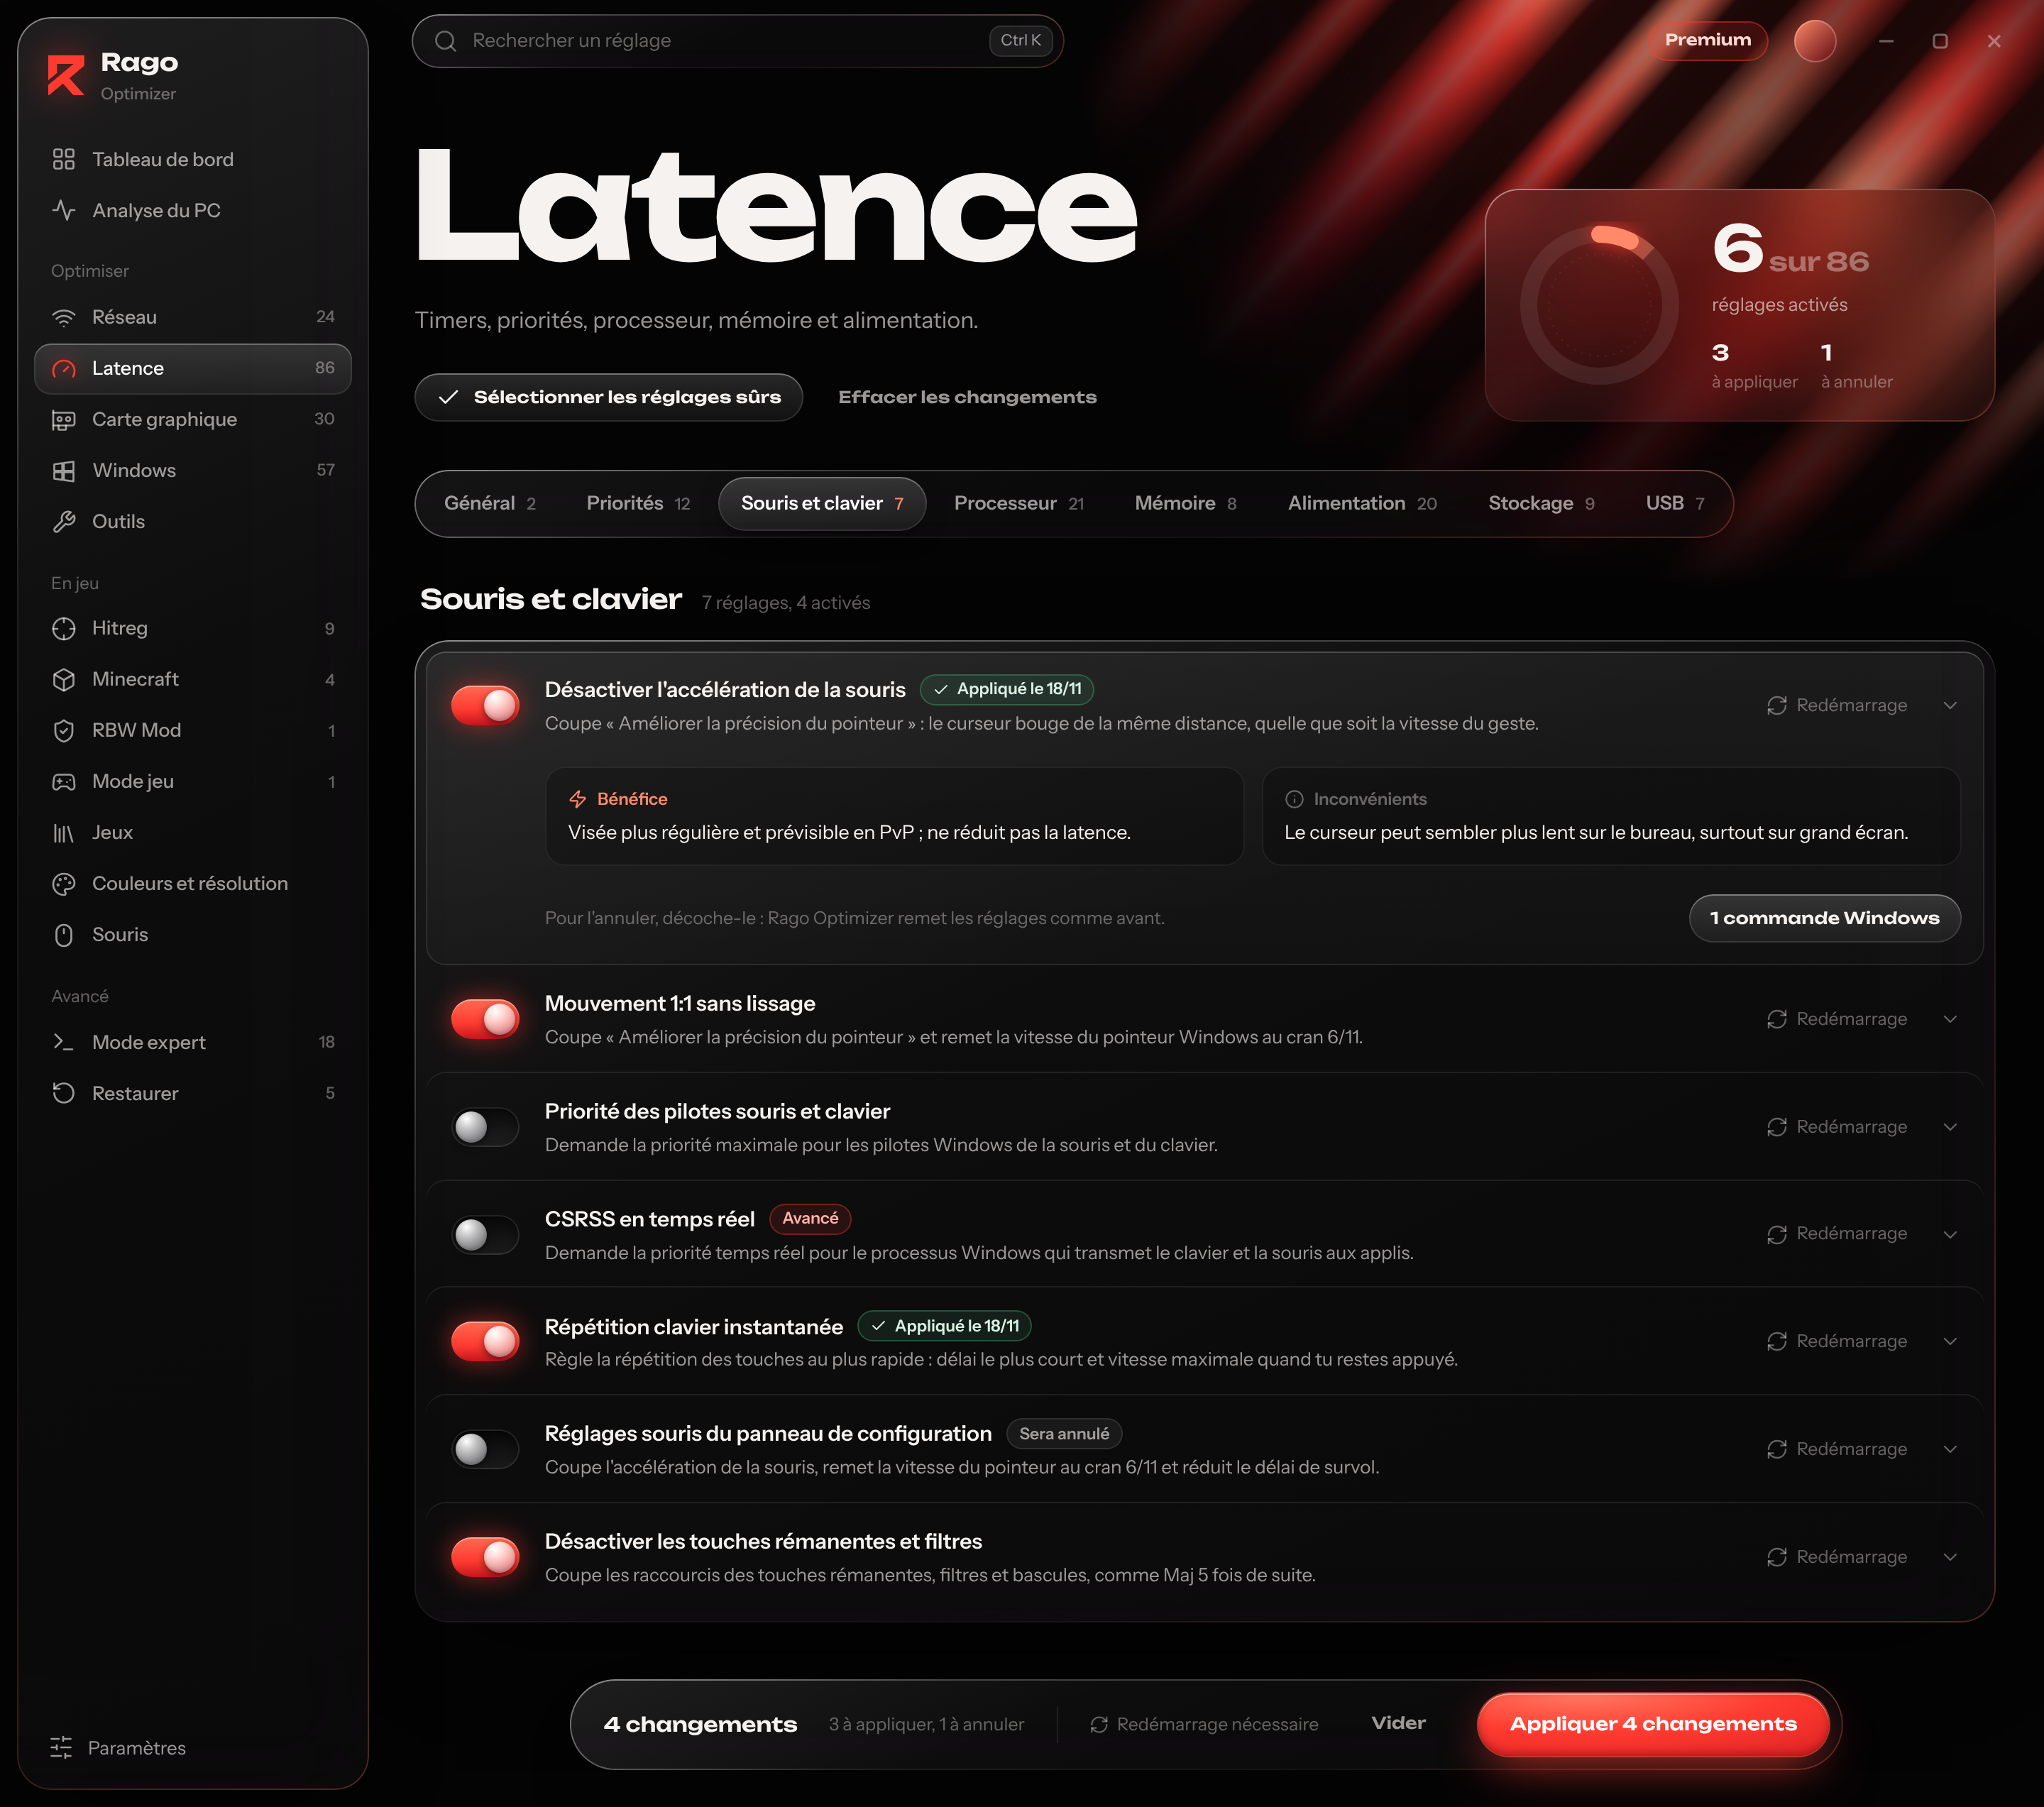 Rago
Optimizer
Rechercher un réglage
Ctrl K
Premium
Tableau de bord
Analyse du PC
Optimiser
Réseau 24
Latence 86
Carte graphique 30
Windows 57
Outils
En jeu
Hitreg 9
Minecraft 4
RBW Mod 1
Mode jeu 1
Jeux
Couleurs et résolution
Souris
Avancé
Mode expert 18
Restaurer 5
Paramètres
Latence
Timers, priorités, processeur, mémoire et alimentation.
Sélectionner les réglages sûrs
Effacer les changements
6 sur 86
réglages activés
3 1
à appliquer à annuler
Général 2 Priorités 12 Souris et clavier 7 Processeur 21 Mémoire 8 Alimentation 20 Stockage 9 USB 7
Souris et clavier 7 réglages, 4 activés
Désactiver l'accélération de la souris Appliqué le 18/11
Coupe « Améliorer la précision du pointeur » : le curseur bouge de la même distance, quelle que soit la vitesse du geste.
Redémarrage
Bénéfice
Visée plus régulière et prévisible en PvP ; ne réduit pas la latence.
Inconvénients
Le curseur peut sembler plus lent sur le bureau, surtout sur grand écran.
Pour l'annuler, décoche-le : Rago Optimizer remet les réglages comme avant.
1 commande Windows
Mouvement 1:1 sans lissage
Coupe « Améliorer la précision du pointeur » et remet la vitesse du pointeur Windows au cran 6/11.
Redémarrage
Priorité des pilotes souris et clavier
Demande la priorité maximale pour les pilotes Windows de la souris et du clavier.
Redémarrage
CSRSS en temps réel Avancé
Demande la priorité temps réel pour le processus Windows qui transmet le clavier et la souris aux applis.
Redémarrage
Répétition clavier instantanée Appliqué le 18/11
Règle la répétition des touches au plus rapide : délai le plus court et vitesse maximale quand tu restes appuyé.
Redémarrage
Réglages souris du panneau de configuration Sera annulé
Coupe l'accélération de la souris, remet la vitesse du pointeur au cran 6/11 et réduit le délai de survol.
Redémarrage
Désactiver les touches rémanentes et filtres
Coupe les raccourcis des touches rémanentes, filtres et bascules, comme Maj 5 fois de suite.
Redémarrage
4 changements 3 à appliquer, 1 à annuler Redémarrage nécessaire Vider Appliquer 4 changements